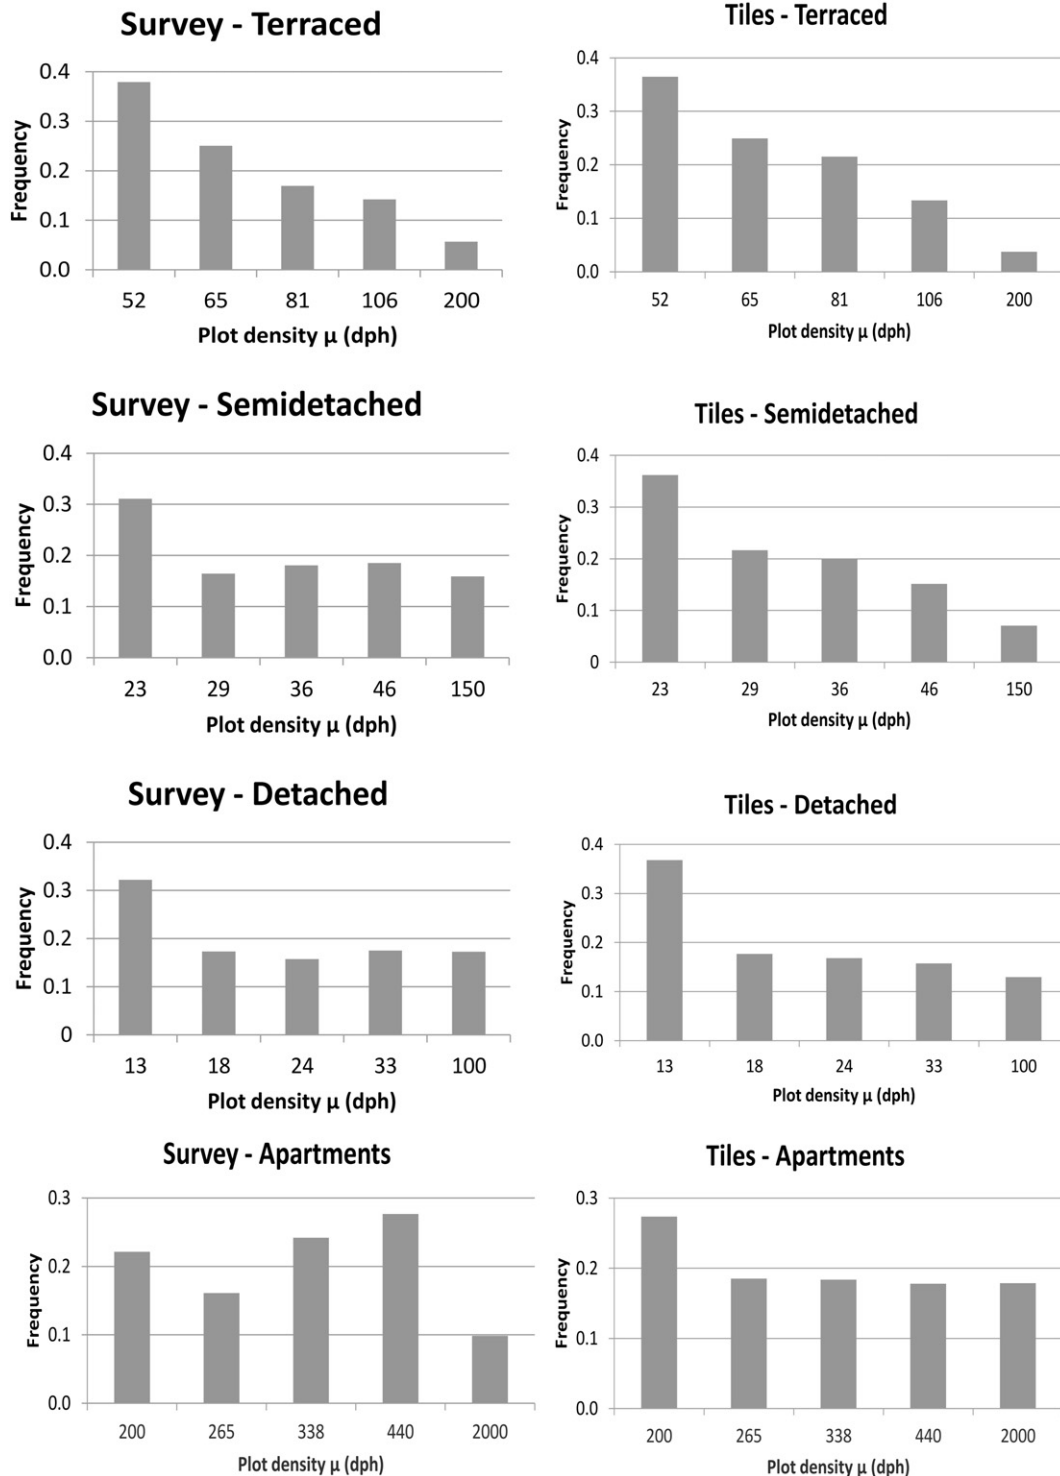 Survey - Terraced
0.4
0.3
0.2
0.1
0.0
Frequency
52 65 81 106 200
Plot density μ (dph)
Tiles - Terraced
0.4
0.3
0.2
0.1
0.0
Frequency
52 65 81 106 200
Plot density μ (dph)
Survey - Semidetached
0.4
0.3
0.2
0.1
0.0
Frequency
23 29 36 46 150
Plot density μ (dph)
Tiles - Semidetached
0.4
0.3
0.2
0.1
0
Frequency
23 29 36 46 150
Plot density μ (dph)
Survey - Detached
0.4
0.3
0.2
0.1
0
Frequency
13 18 24 33 100
Plot density μ (dph)
Tiles - Detached
0.4
0.3
0.2
0.1
0.0
Frequency
13 18 24 33 100
Plot density μ (dph)
Survey - Apartments
0.3
0.2
0.1
0.0
Frequency
200 265 338 440 2000
Plot density μ (dph)
Tiles - Apartments
0.3
0.2
0.1
0.0
Frequency
200 265 338 440 2000
Plot density μ (dph)